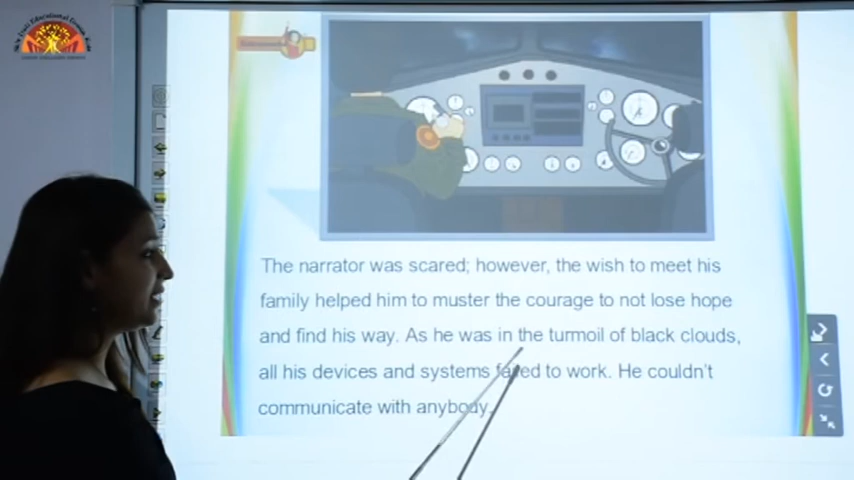 The narrator was scared; however, the wish to meet his
family helped him to muster the courage to not lose hope
and find his way. As he was in the turmoil of black clouds,
all his devices and systems failed to work. He couldn't
communicate with anybody.